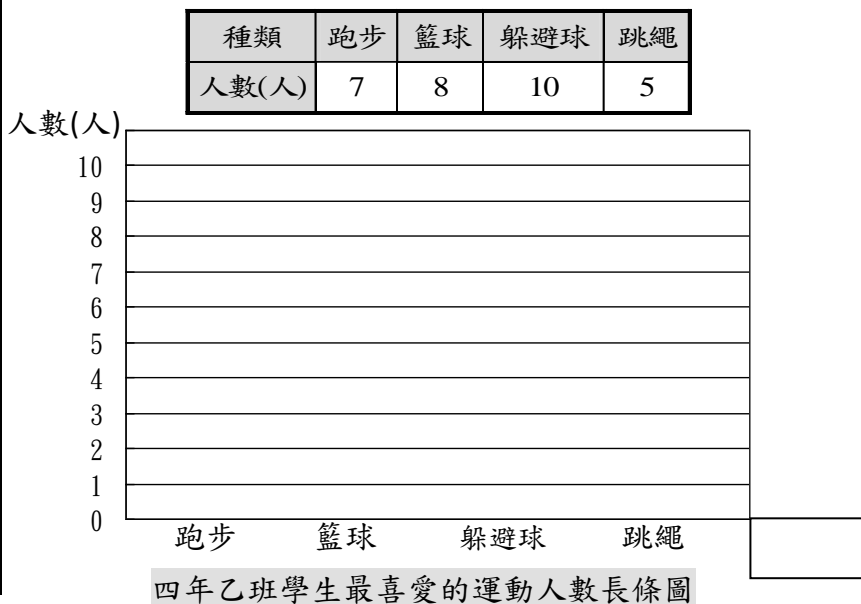 種類 跑步 籃球 躲避球 跳繩
人數(人) 7 8 10 5
人數(人)
10
9
8
7
6
5
4
3
2
1
0
跑步 籃球 躲避球 跳繩
四年乙班學生最喜愛的運動人數長條圖